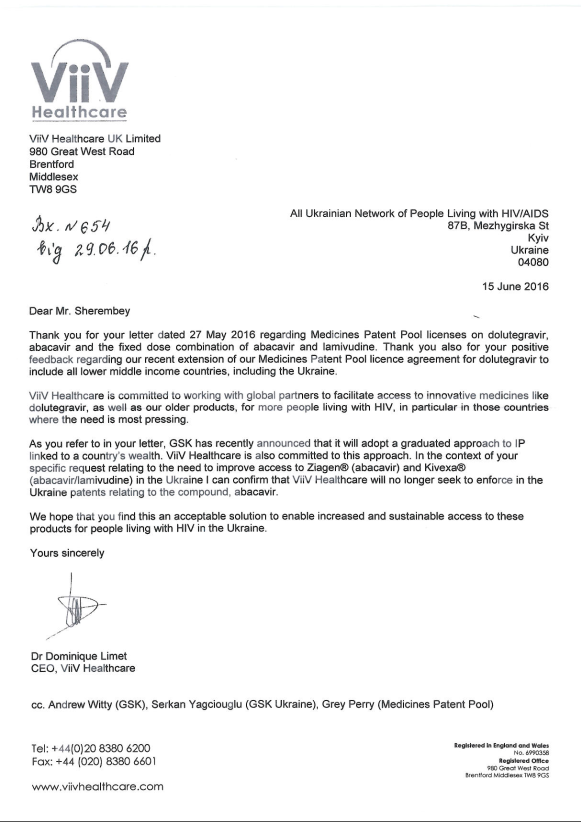 ViiV
Healthcare
ViiV Healthcare UK Limited
980 Great West Road
Brentford
Middlesex
TW8 9GS
Вх. N 654
від 29.06.16 р.
All Ukrainian Network of People Living with HIV/AIDS
87B, Mezhygirska St
Kyiv
Ukraine
04080
15 June 2016
Dear Mr. Sherembey
Thank you for your letter dated 27 May 2016 regarding Medicines Patent Pool licenses on dolutegravir,
abacavir and the fixed dose combination of abacavir and lamivudine. Thank you also for your positive
feedback regarding our recent extension of our Medicines Patent Pool licence agreement for dolutegravir to
include all lower middle income countries, including the Ukraine.
ViiV Healthcare is committed to working with global partners to facilitate access to innovative medicines like
dolutegravir, as well as our older products, for more people living with HIV, in particular in those countries
where the need is most pressing.
As you refer to in your letter, GSK has recently announced that it will adopt a graduated approach to IP
linked to a country's wealth. ViiV Healthcare is also committed to this approach. In the context of your
specific request relating to the need to improve access to Ziagen® (abacavir) and Kivexa®
(abacavir/lamivudine) in the Ukraine I can confirm that ViiV Healthcare will no longer seek to enforce in the
Ukraine patents relating to the compound, abacavir.
We hope that you find this an acceptable solution to enable increased and sustainable access to these
products for people living with HIV in the Ukraine.
Yours sincerely
Dr Dominique Limet
CEO, ViiV Healthcare
cc. Andrew Witty (GSK), Serkan Yagciouglu (GSK Ukraine), Grey Perry (Medicines Patent Pool)
Tel: +44(0)20 8380 6200
Fax: +44 (020) 8380 6601
www.viivhealthcare.com
Registered in England and Wales
No. 6990358
Registered Office
980 Great West Road
Brentford Middlesex TW8 9GS